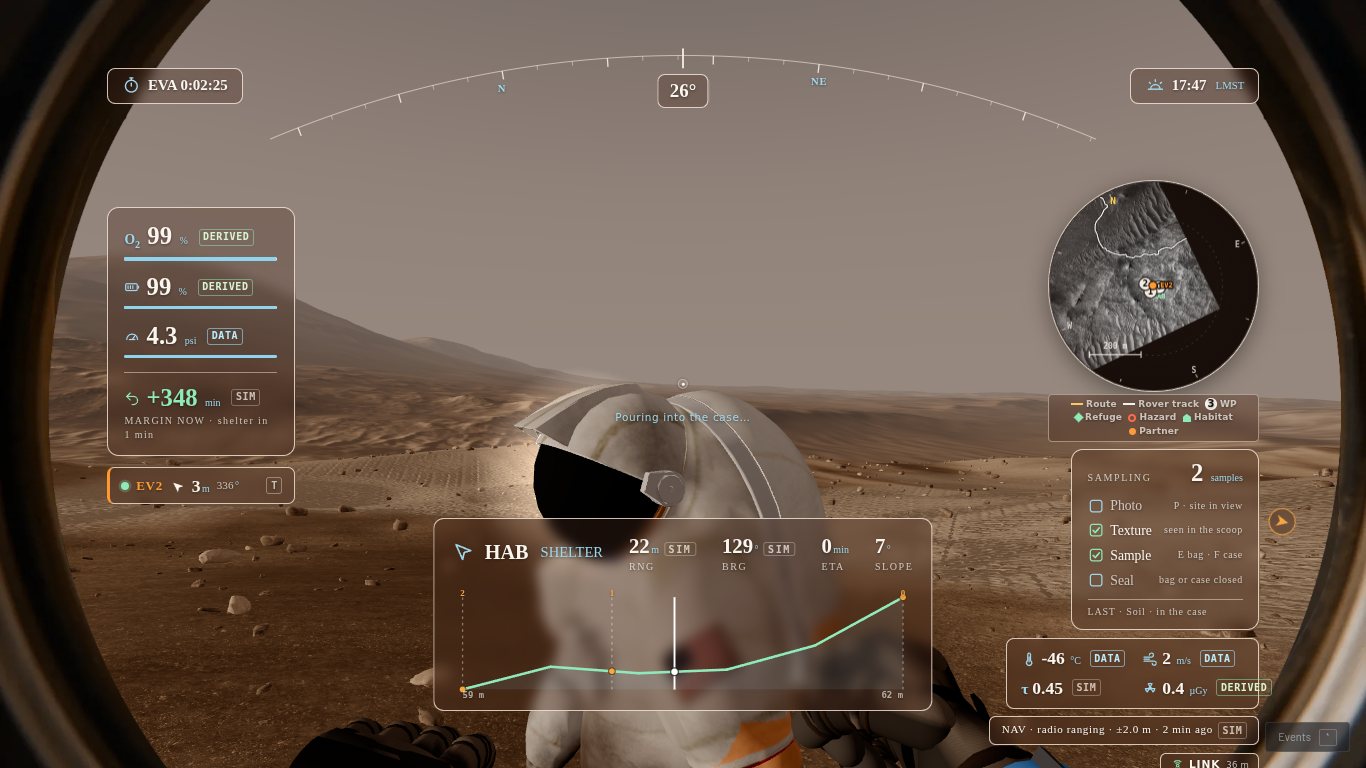 EVA 0:02:25
N
26°
NE
17:47 LMST
O2 99 % DERIVED
99 % DERIVED
4.3 psi DATA
+348 min SIM
MARGIN NOW · shelter in
1 min
EV2 3 m 336° T
N
E
W
S
2
1
EV2
200 m
Route Rover track 3 WP
Refuge Hazard Habitat
Partner
Pouring into the case…
SAMPLING 2 samples
Photo P · site in view
Texture seen in the scoop
Sample E bag · F case
Seal bag or case closed
LAST · Soil · in the case
HAB SHELTER
22 m SIM 129° SIM 0 min 7°
RNG BRG ETA SLOPE
2 1
59 m 62 m
-46 °C DATA 2 m/s DATA
τ 0.45 SIM 0.4 µGy DERIVED
NAV · radio ranging · ±2.0 m · 2 min ago SIM
Events
LINK 36 m